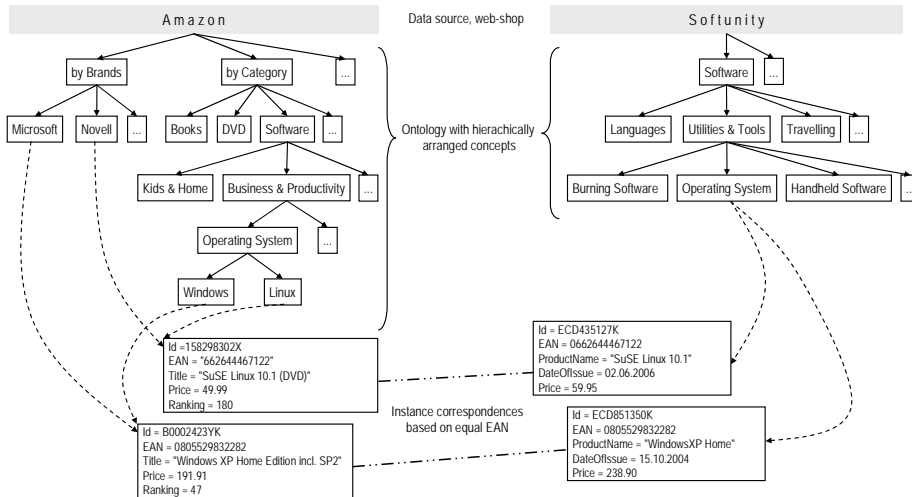 Amazon
Data source, web-shop
Softunity
by Brands
by Category
...
Software
...
Microsoft
Novell
...
Books
DVD
Software
...
Ontology with hierachically
arranged concepts
Languages
Utilities & Tools
Travelling
...
Kids & Home
Business & Productivity
...
Burning Software
Operating System
Handheld Software
...
Operating System
...
Windows
Linux
Id =158298302X
EAN = "662644467122"
Title = "SuSE Linux 10.1 (DVD)"
Price = 49.99
Ranking = 180
Id = ECD435127K
EAN = 0662644467122
ProductName = "SuSE Linux 10.1"
DateOfIssue = 02.06.2006
Price = 59.95
Instance correspondences
based on equal EAN
Id = B0002423YK
EAN = 0805529832282
Title = "Windows XP Home Edition incl. SP2"
Price = 191.91
Ranking = 47
Id = ECD851350K
EAN = 0805529832282
ProductName = "WindowsXP Home"
DateOfIssue = 15.10.2004
Price = 238.90